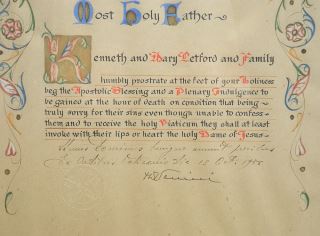 Most Holy Father
Kenneth and Mary Letford and Family
humbly prostrate at the feet of your Holiness
beg the Apostolic Blessing and a Plenary Indulgence to
be gained at the hour of death on condition that being
truly sorry for their sins even though unable to confess
them and to receive the holy Viaticum they shall at least
invoke with their lips or heart the holy Name of Jesus
Oct.